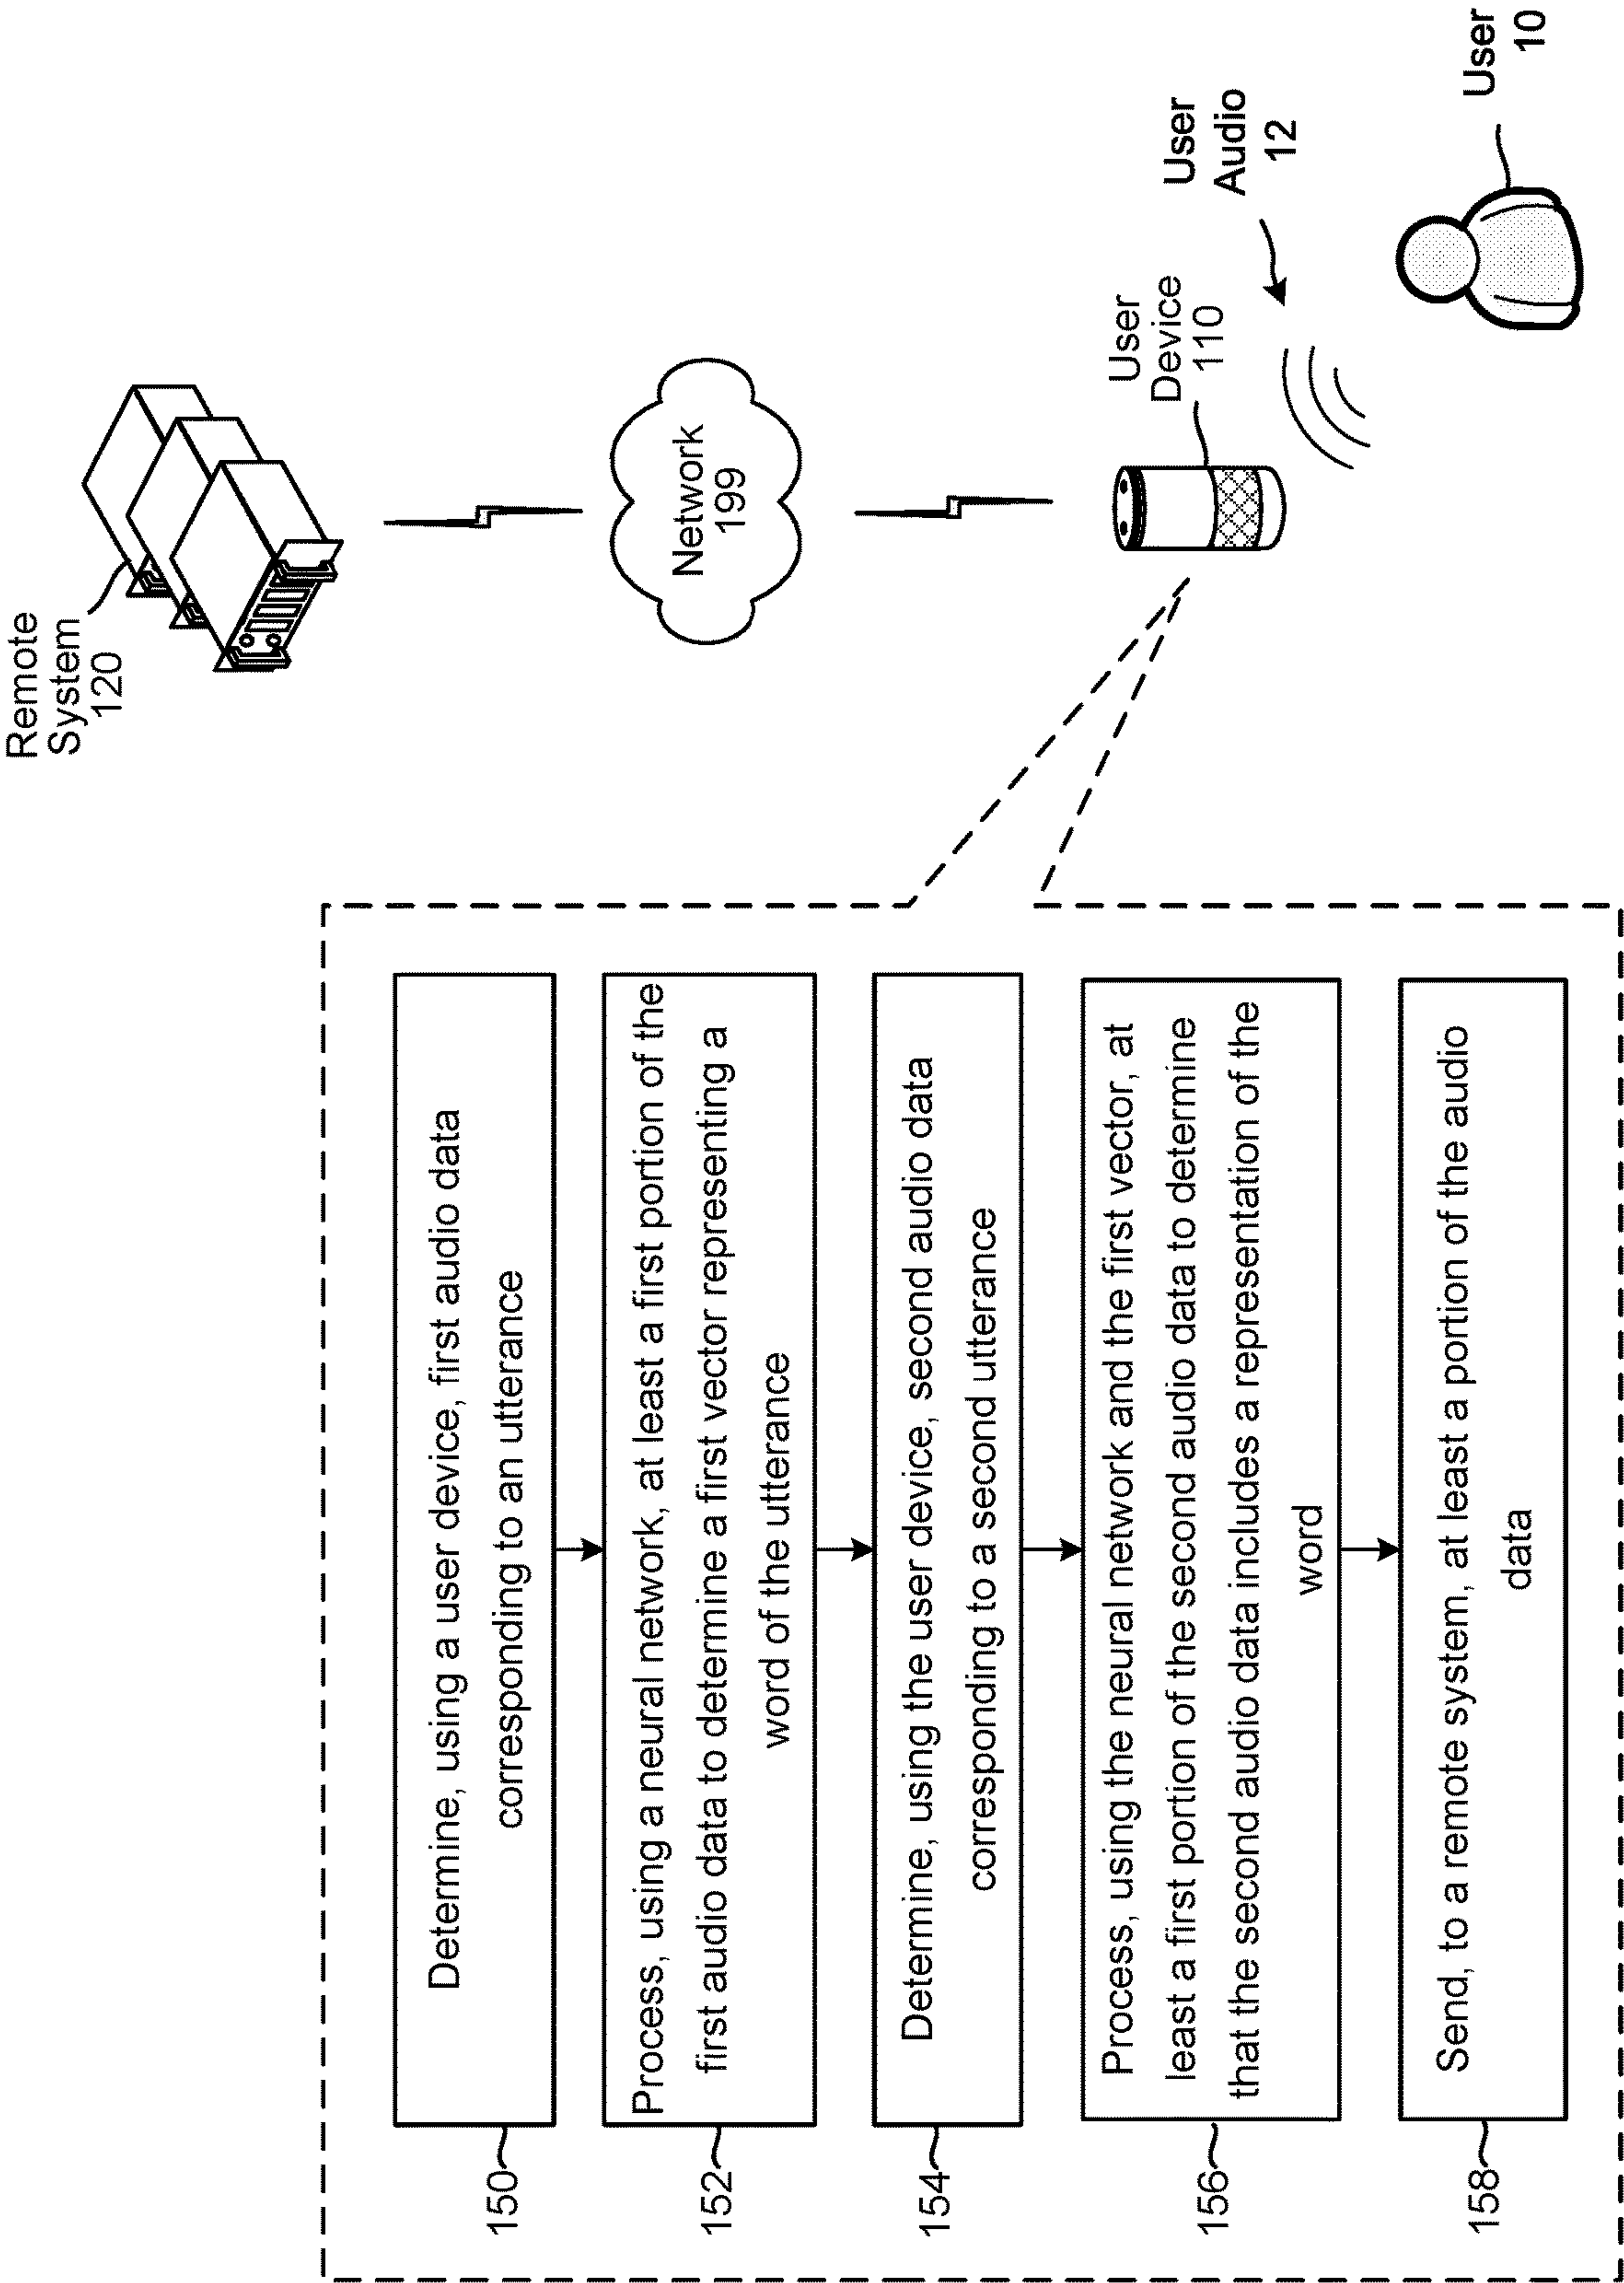 Remote
System
120
Network
199
User
Device
110
User
Audio
12
User
10
150
Determine, using a user device, first audio data
corresponding to an utterance
152
Process, using a neural network, at least a first portion of the
first audio data to determine a first vector representing a
word of the utterance
154
Determine, using the user device, second audio data
corresponding to a second utterance
156
Process, using the neural network and the first vector, at
least a first portion of the second audio data to determine
that the second audio data includes a representation of the
word
158
Send, to a remote system, at least a portion of the audio
data